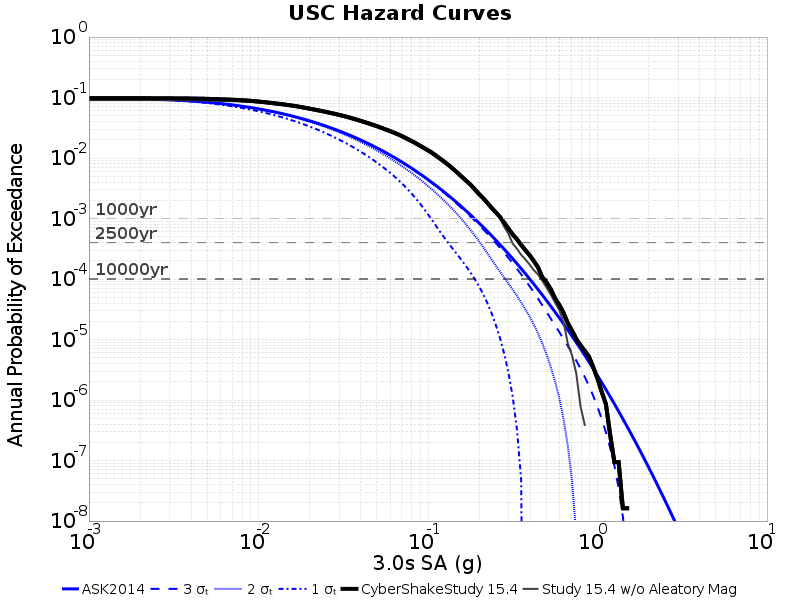 USC Hazard Curves
10^0
10^-1
10^-2
10^-3
10^-4
10^-5
10^-6
10^-7
10^-8
Annual Probability of Exceedance
1000yr
2500yr
10000yr
10^-3 10^-2 10^-1 10^0 10^1
3.0s SA (g)
ASK2014 3 σₜ 2 σₜ 1 σₜ CyberShakeStudy 15.4 Study 15.4 w/o Aleatory Mag